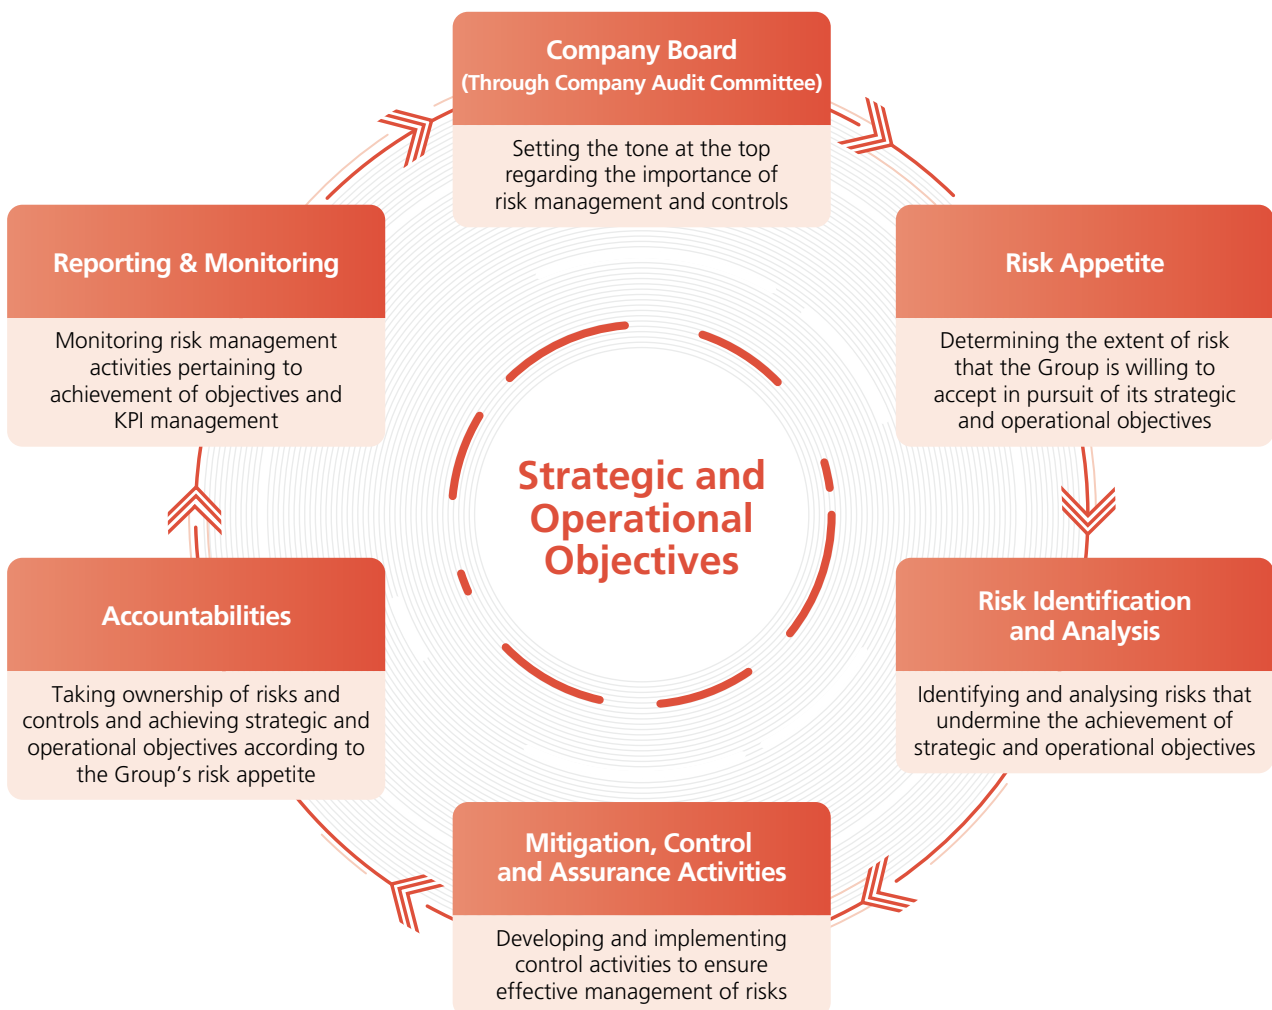 Company Board
(Through Company Audit Committee)
Setting the tone at the top
regarding the importance of
risk management and controls
Risk Appetite
Determining the extent of risk
that the Group is willing to
accept in pursuit of its strategic
and operational objectives
Risk Identification
and Analysis
Identifying and analysing risks that
undermine the achievement of
strategic and operational objectives
Mitigation, Control
and Assurance Activities
Developing and implementing
control activities to ensure
effective management of risks
Accountabilities
Taking ownership of risks and
controls and achieving strategic and
operational objectives according to
the Group’s risk appetite
Reporting & Monitoring
Monitoring risk management
activities pertaining to
achievement of objectives and
KPI management
Strategic and
Operational
Objectives